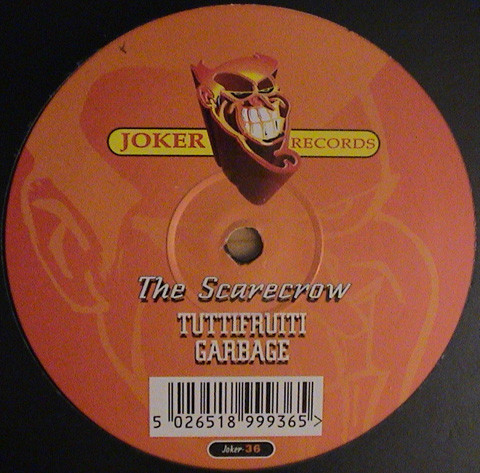 JOKER RECORDS
The Scarecrow
TUTTIFRUITI
GARBAGE
5 026518 999365 >
Joker-36